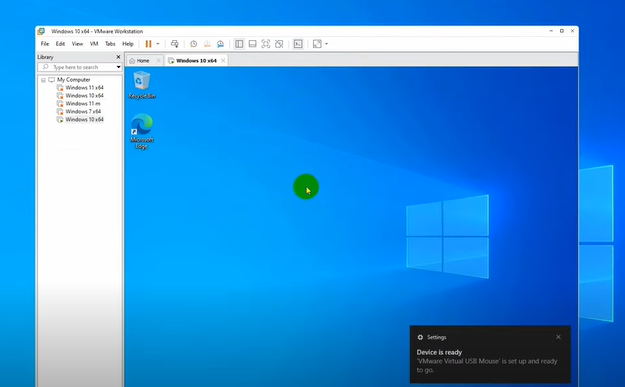 Windows 10 x64 - VMware Workstation
File Edit View VM Tabs Help
Library
Type here to search
Home
Windows 10 x64
My Computer
Windows 11 x64
Windows 10 x64
Windows 11 m
Windows 7 x64
Windows 10 x64
Recycle Bin
Microsoft
Edge
Settings
Device is ready
'VMware Virtual USB Mouse' is set up and ready
to go.